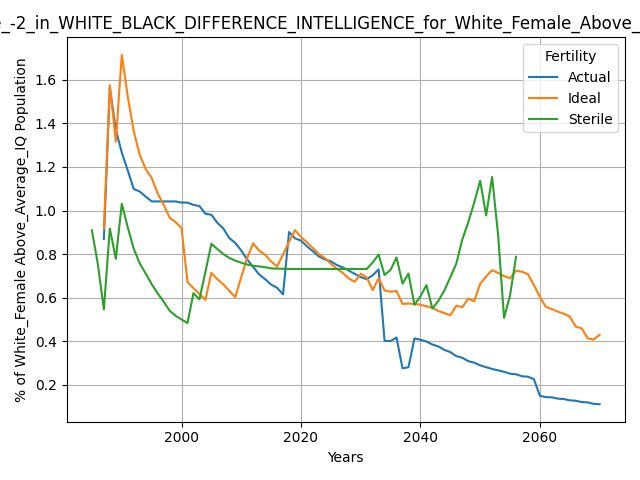 _-2_in_WHITE_BLACK_DIFFERENCE_INTELLIGENCE_for_White_Female_Above_
Fertility
Actual
Ideal
Sterile
% of White_Female Above_Average_IQ Population
1.6
1.4
1.2
1.0
0.8
0.6
0.4
0.2
2000
2020
2040
2060
Years